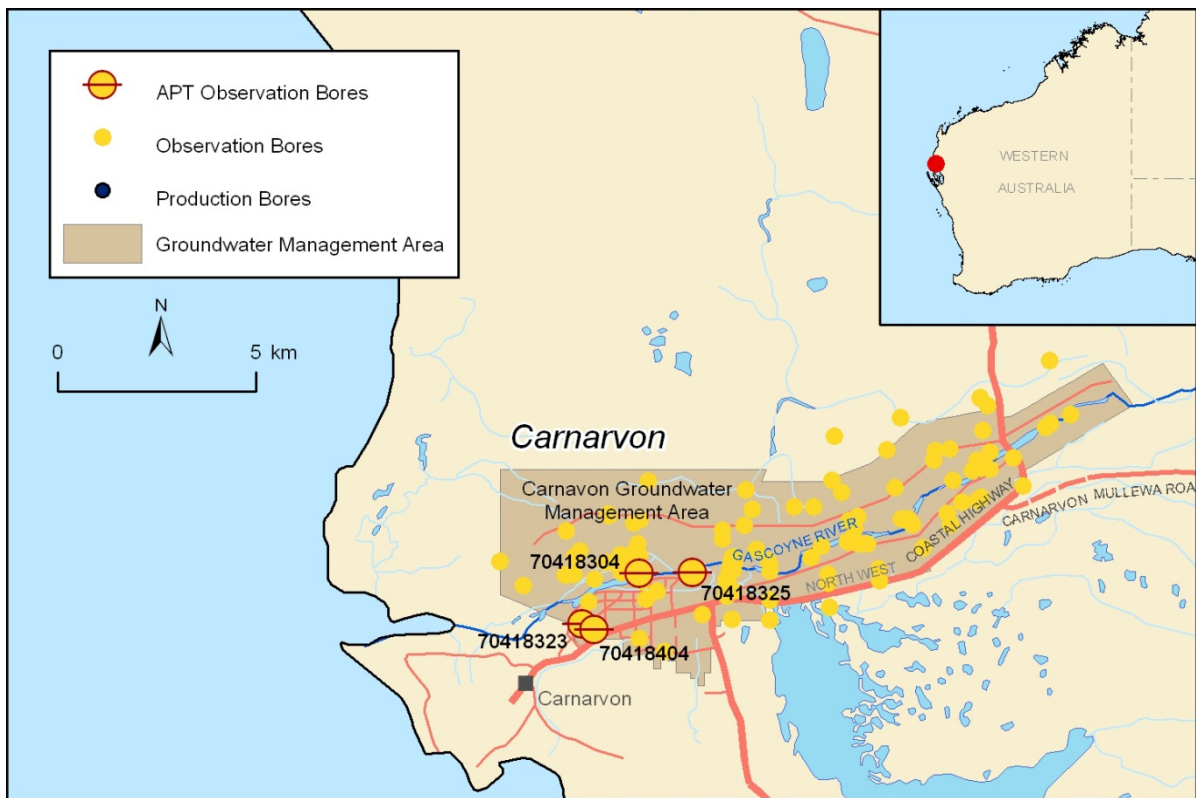 APT Observation Bores
Observation Bores
Production Bores
Groundwater Management Area
N
0 5 km
WESTERN
AUSTRALIA
Carnarvon
Carnavon Groundwater
Management Area
GASCOYNE RIVER
COASTAL HIGHWAY
CARNARVON MULLEWA ROA
NORTH WEST
70418304
70418325
70418323
70418404
Carnarvon